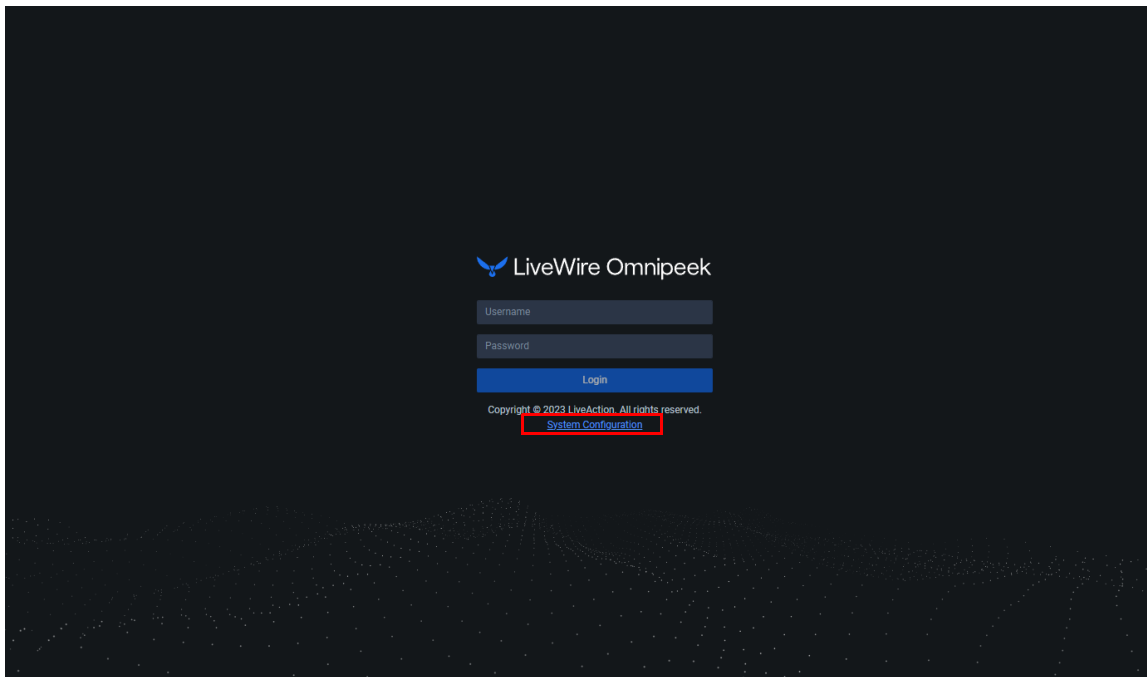 LiveWire Omnipeek
Username
Password
Login
Copyright © 2023 LiveAction. All rights reserved.
System Configuration